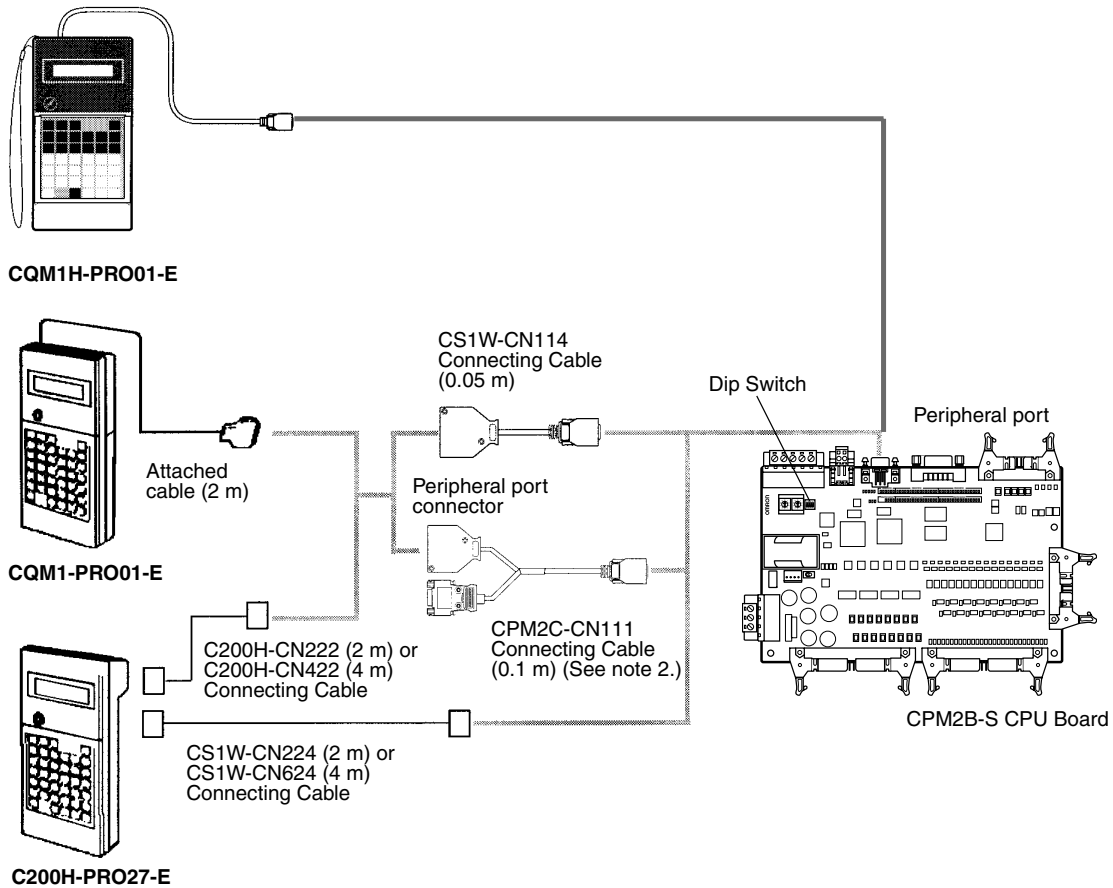 CQM1H-PRO01-E
CS1W-CN114
Connecting Cable
(0.05 m)
Dip Switch
Peripheral port
Attached
cable (2 m)
Peripheral port
connector
OMRON
CQM1-PRO01-E
CPM2C-CN111
Connecting Cable
(0.1 m) (See note 2.)
C200H-CN222 (2 m) or
C200H-CN422 (4 m)
Connecting Cable
CPM2B-S CPU Board
CS1W-CN224 (2 m) or
CS1W-CN624 (4 m)
Connecting Cable
C200H-PRO27-E